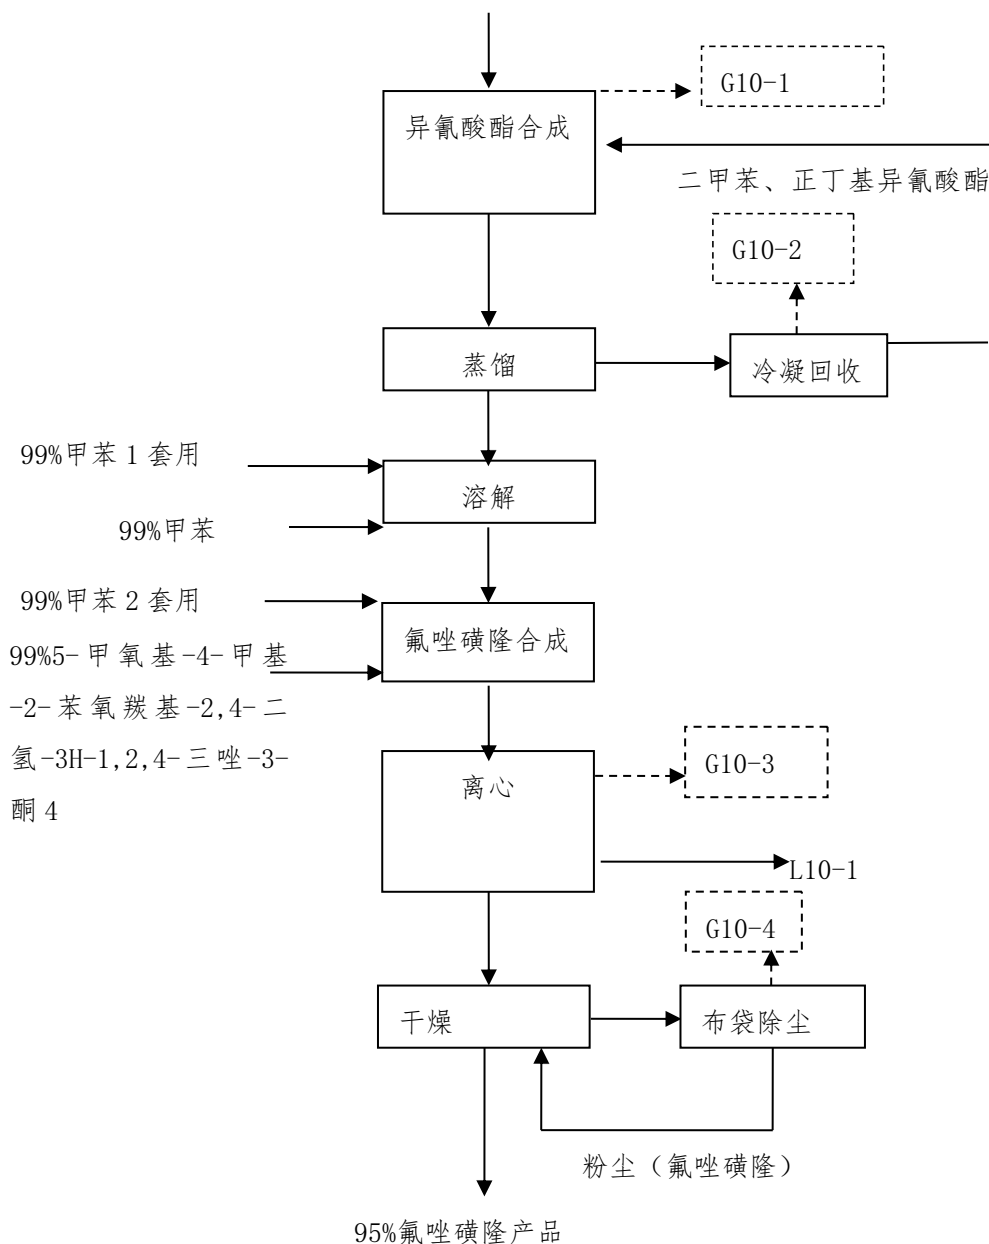 G10-1
异氰酸酯合成
二甲苯、正丁基异氰酸酯
G10-2
蒸馏
冷凝回收
99%甲苯1套用
溶解
99%甲苯
99%甲苯2套用
氟唑磺隆合成
99%5-甲氧基-4-甲基
-2-苯氧羰基-2,4-二
氢-3H-1,2,4-三唑-3-
酮4
G10-3
离心
L10-1
G10-4
干燥
布袋除尘
粉尘（氟唑磺隆）
95%氟唑磺隆产品